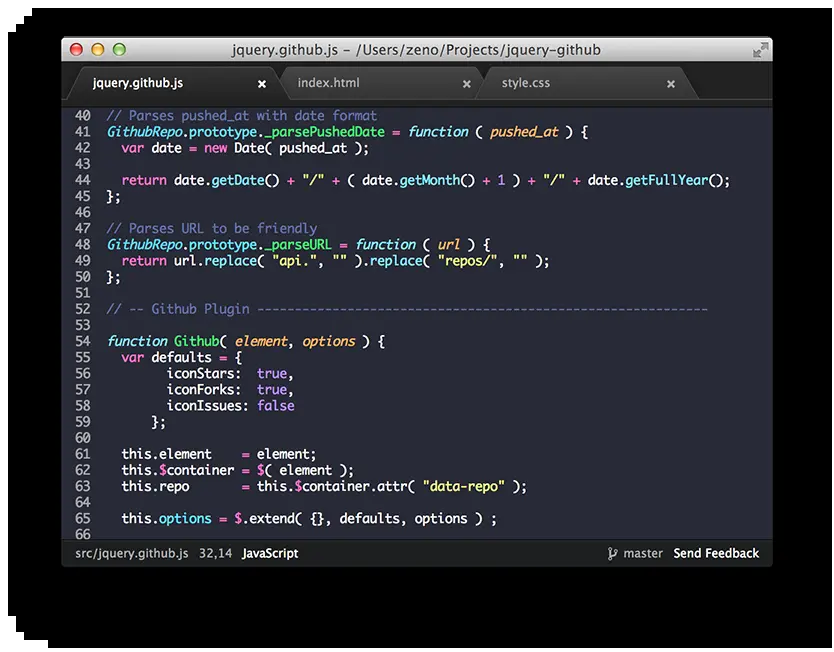 jquery.github.js – /Users/zeno/Projects/jquery-github
jquery.github.js × index.html × style.css ×
40 // Parses pushed_at with date format
41 GithubRepo.prototype._parsePushedDate = function ( pushed_at ) {
42   var date = new Date( pushed_at );
43
44   return date.getDate() + "/" + ( date.getMonth() + 1 ) + "/" + date.getFullYear();
45 };
46
47 // Parses URL to be friendly
48 GithubRepo.prototype._parseURL = function ( url ) {
49   return url.replace( "api.", "" ).replace( "repos/", "" );
50 };
51
52 // -- Github Plugin ------------------------------------------------------------
53
54 function Github( element, options ) {
55   var defaults = {
56         iconStars:  true,
57         iconForks:  true,
58         iconIssues: false
59       };
60
61   this.element    = element;
62   this.$container = $( element );
63   this.repo       = this.$container.attr( "data-repo" );
64
65   this.options = $.extend( {}, defaults, options ) ;
66
src/jquery.github.js 32,14 JavaScript master Send Feedback